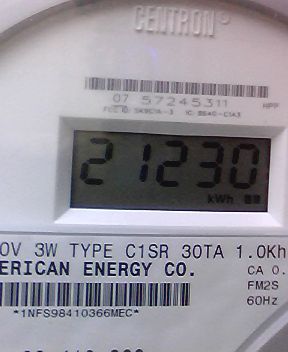 CENTRON®
07 57245311
HPP
21230
kWh
0V 3W TYPE C1SR 30TA 1.0Kh
ERICAN ENERGY CO.
CA 0.
FM2S
60Hz
*1NFS98410366MEC*